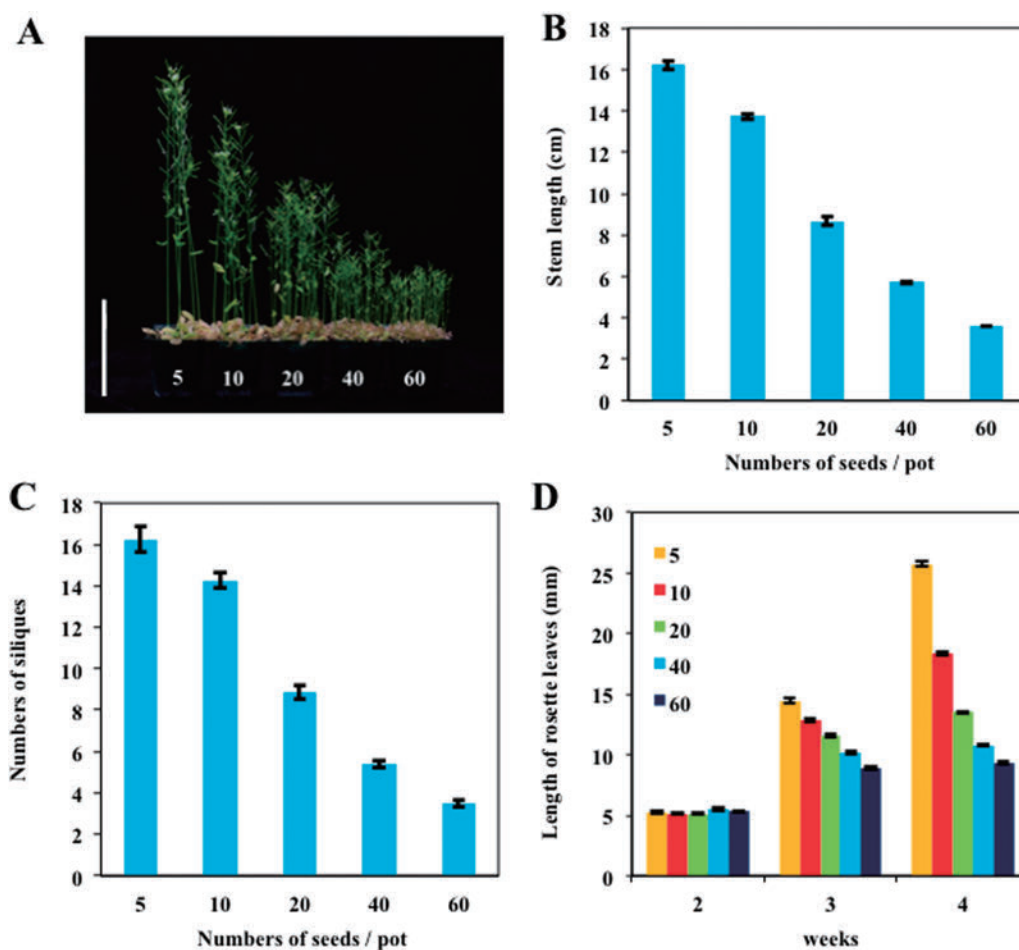 A
5 10 20 40 60
B
18
16
14
12
10
8
6
4
2
0
Stem length (cm)
5 10 20 40 60
Numbers of seeds / pot
C
18
16
14
12
10
8
6
4
2
0
Numbers of siliques
5 10 20 40 60
Numbers of seeds / pot
D
30
25
20
15
10
5
0
Length of rosette leaves (mm)
5
10
20
40
60
2 3 4
weeks